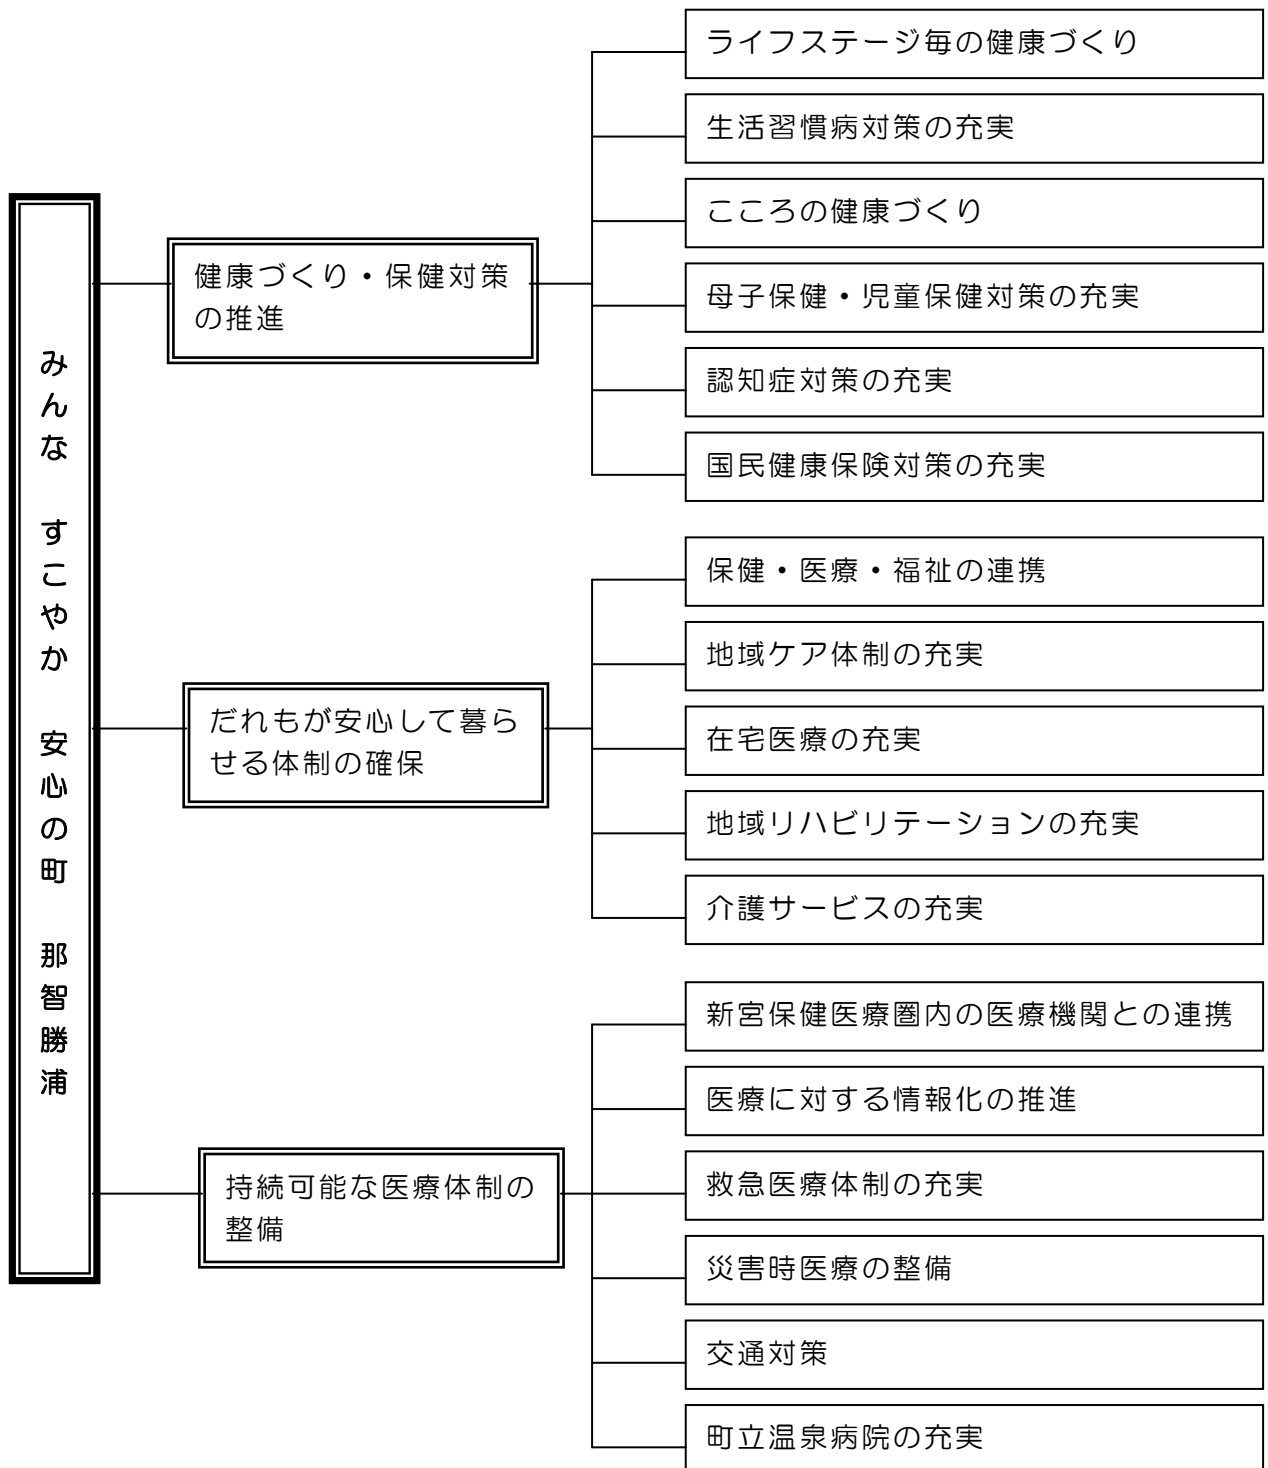 みんな すこやか 安心の町 那智勝浦
健康づくり・保健対策
の推進
ライフステージ毎の健康づくり
生活習慣病対策の充実
こころの健康づくり
母子保健・児童保健対策の充実
認知症対策の充実
国民健康保険対策の充実
だれもが安心して暮ら
せる体制の確保
保健・医療・福祉の連携
地域ケア体制の充実
在宅医療の充実
地域リハビリテーションの充実
介護サービスの充実
持続可能な医療体制の
整備
新宮保健医療圏内の医療機関との連携
医療に対する情報化の推進
救急医療体制の充実
災害時医療の整備
交通対策
町立温泉病院の充実